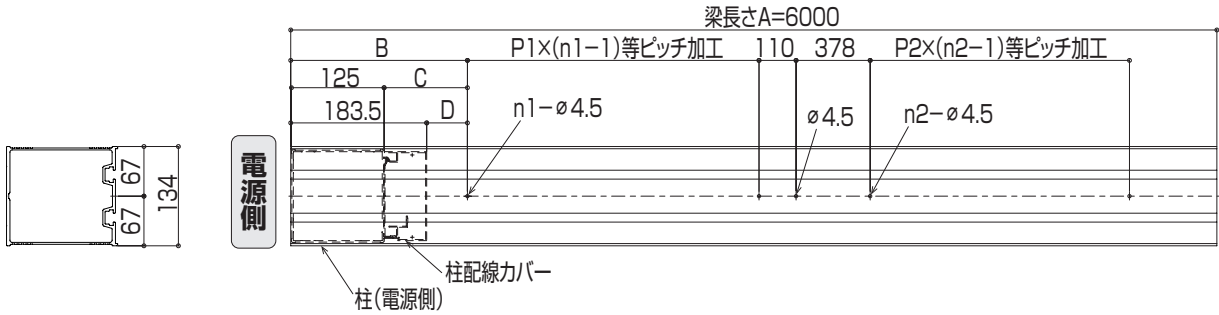 梁長さA=6000
B
P1×(n1-1)等ピッチ加工
110
378
P2×(n2-1)等ピッチ加工
125
C
183.5
D
n1-ø4.5
ø4.5
n2-ø4.5
67
67
134
電源側
柱配線カバー
柱(電源側)